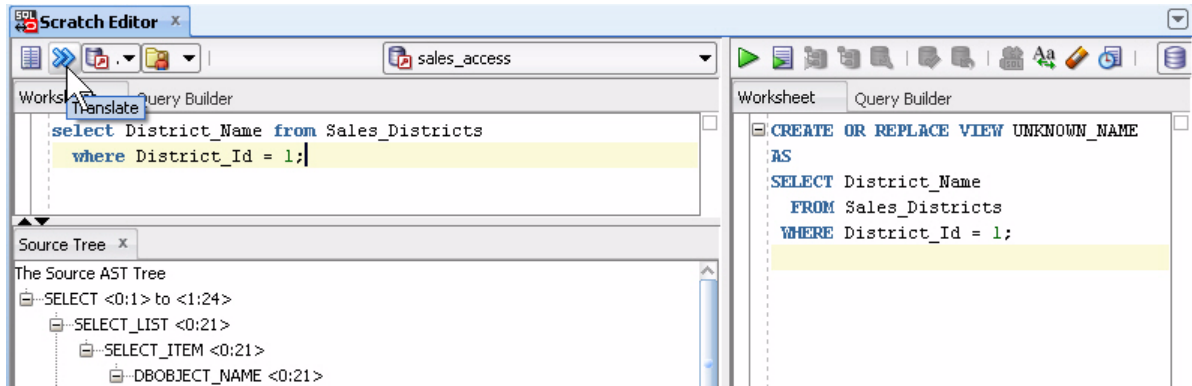 Scratch Editor
sales_access
Worksheet Query Builder
Translate
select District_Name from Sales_Districts
where District_Id = 1;
Source Tree
The Source AST Tree
SELECT <0:1> to <1:24>
SELECT_LIST <0:21>
SELECT_ITEM <0:21>
DBOBJECT_NAME <0:21>
Worksheet Query Builder
CREATE OR REPLACE VIEW UNKNOWN_NAME
AS
SELECT District_Name
FROM Sales_Districts
WHERE District_Id = 1;